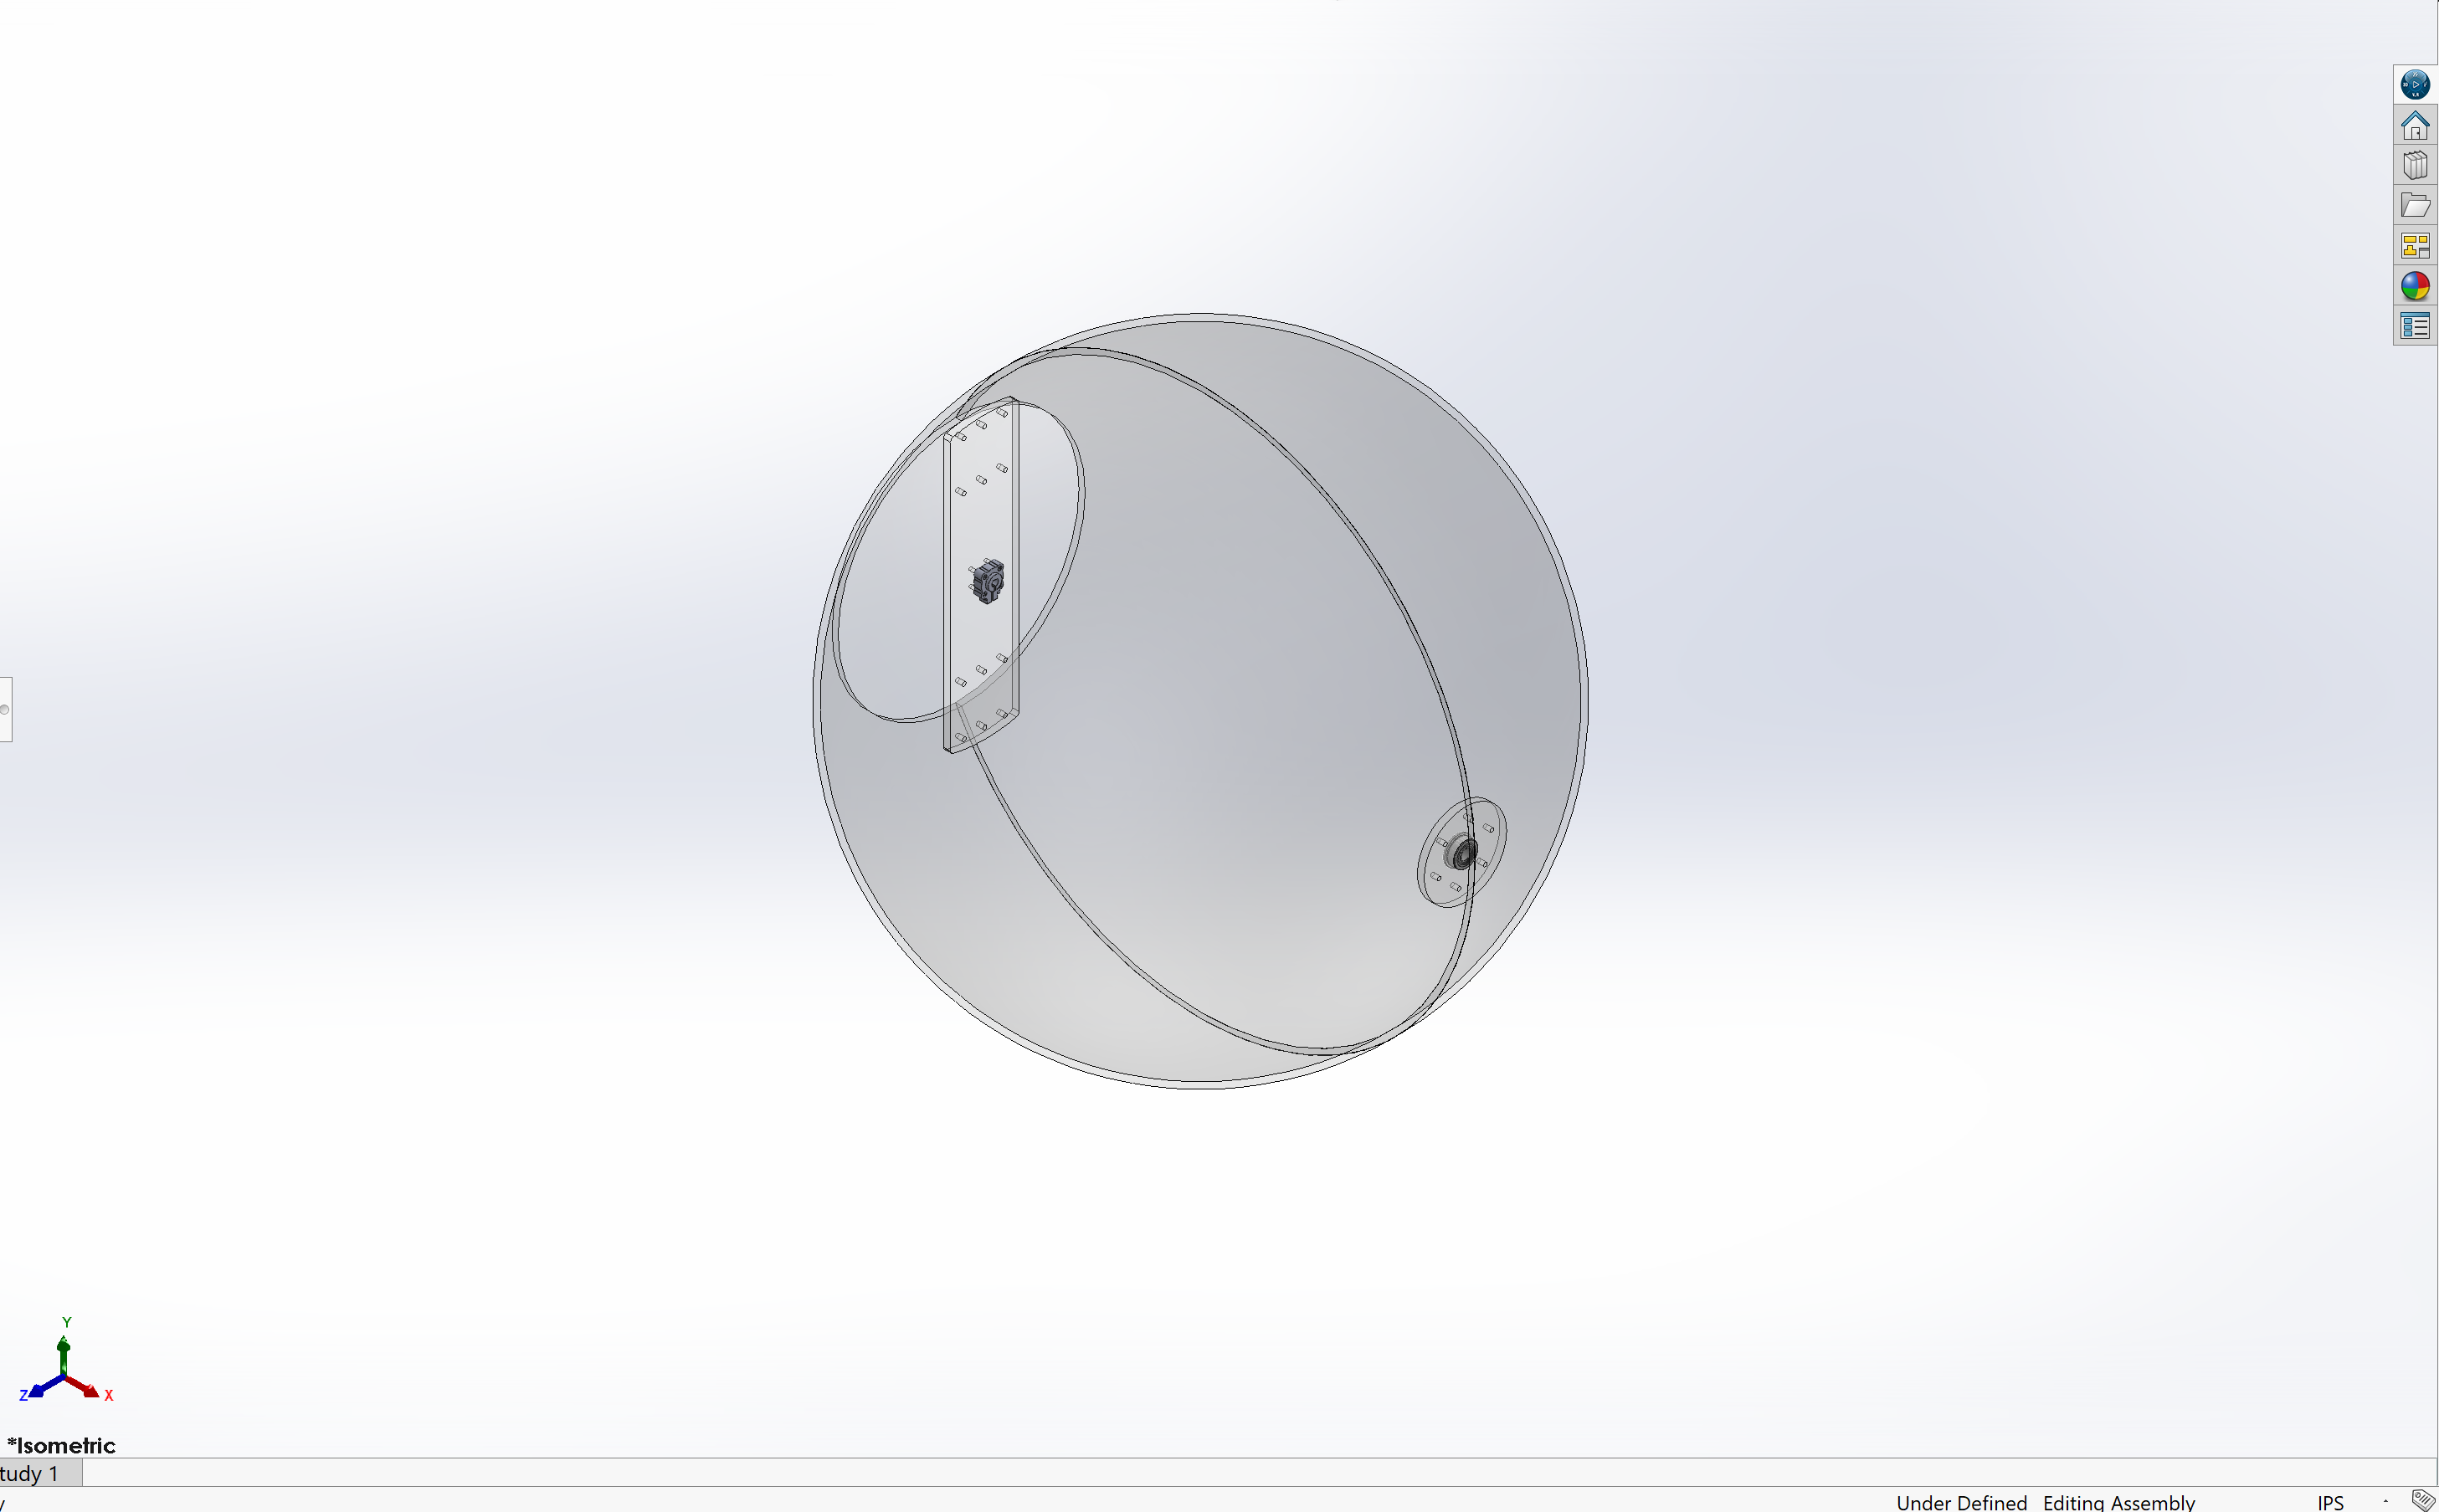 Y
Z
X
*Isometric
tudy 1
Under Defined
Editing Assembly
IPS